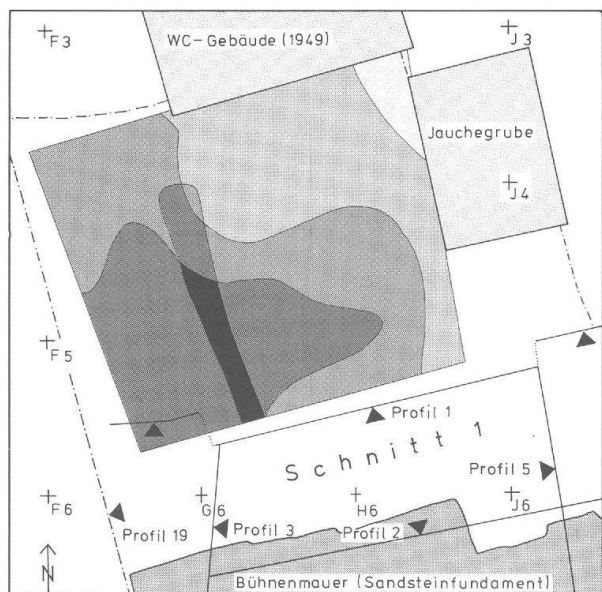 F3
WC-Gebäude (1949)
J3
Jauchegrube
J4
F5
Profil 1
Schnitt 1
Profil 5
F6
G6
H6
J6
Profil 19
Profil 3
Profil 2
N
Bühnenmauer (Sandsteinfundament)